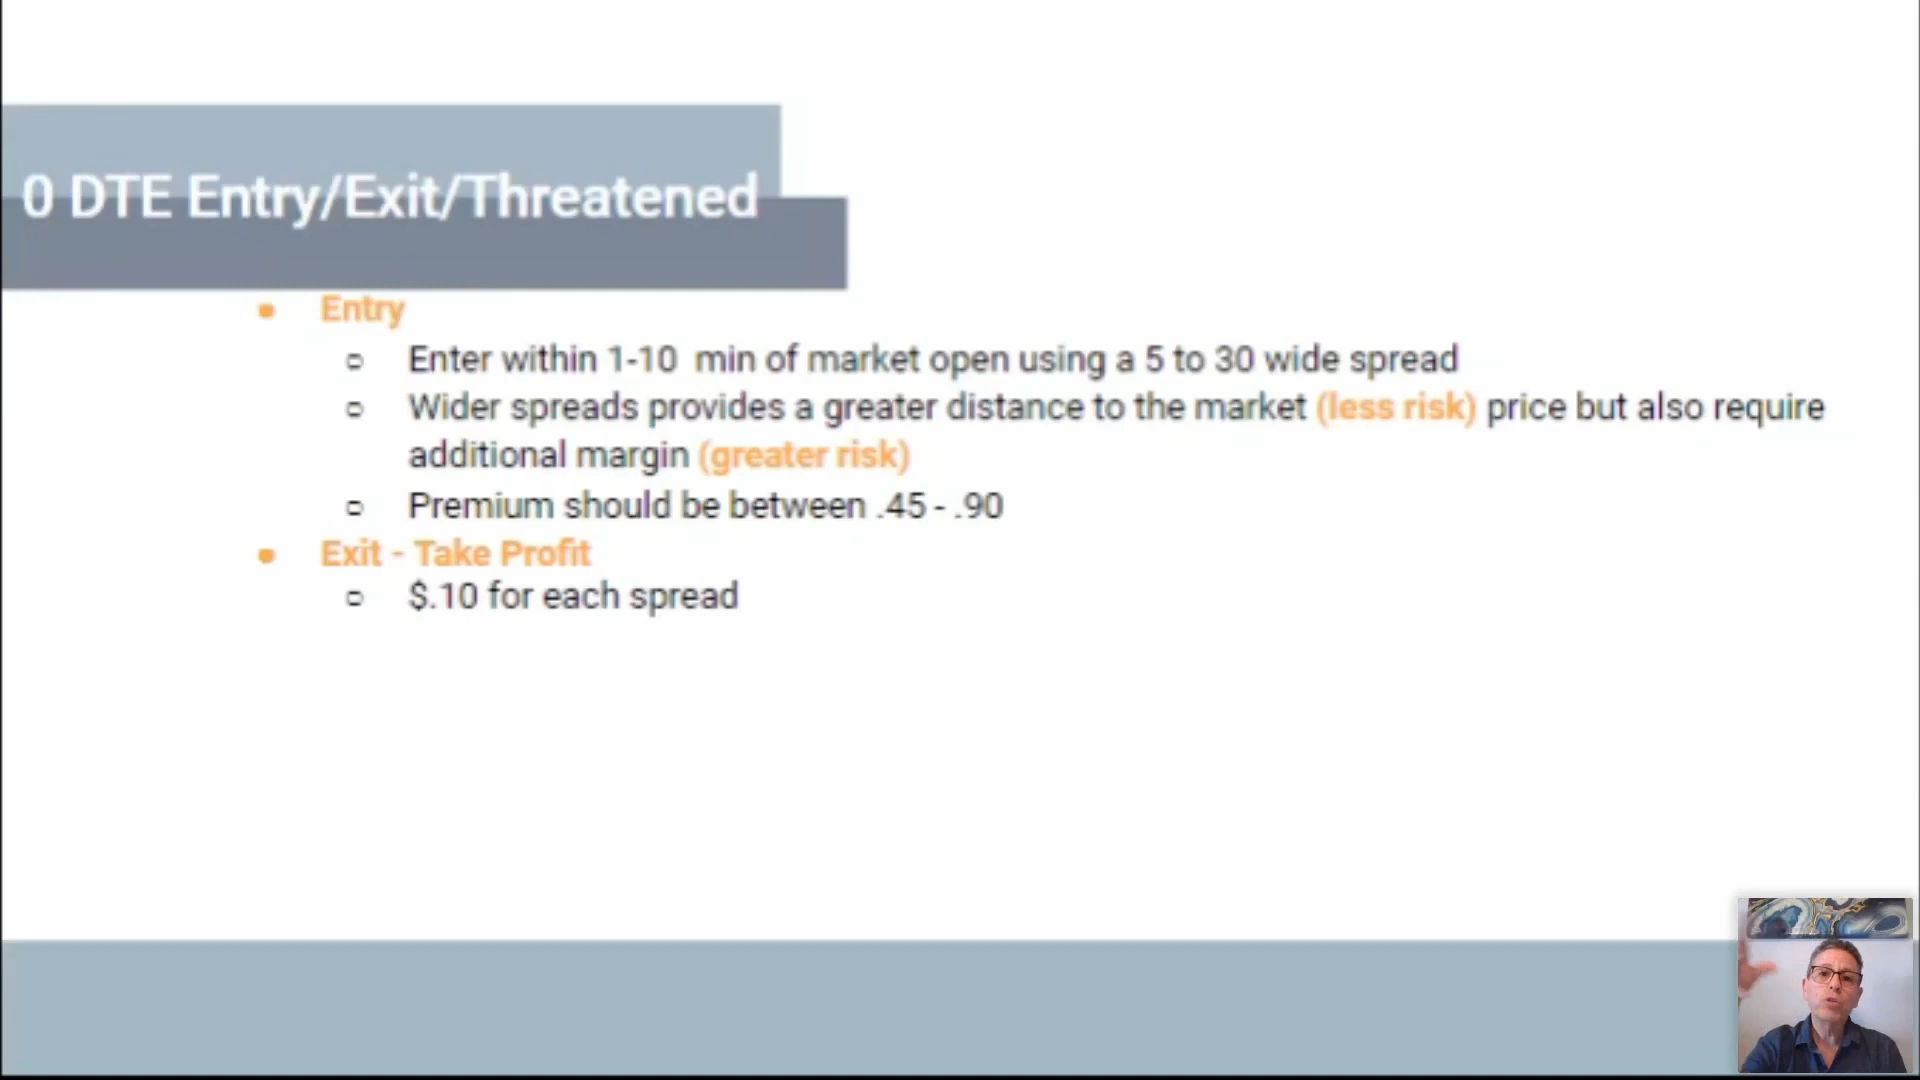 0 DTE Entry/Exit/Threatened
● Entry
○ Enter within 1-10 min of market open using a 5 to 30 wide spread
○ Wider spreads provides a greater distance to the market (less risk) price but also require
additional margin (greater risk)
○ Premium should be between .45 - .90
● Exit - Take Profit
○ $.10 for each spread